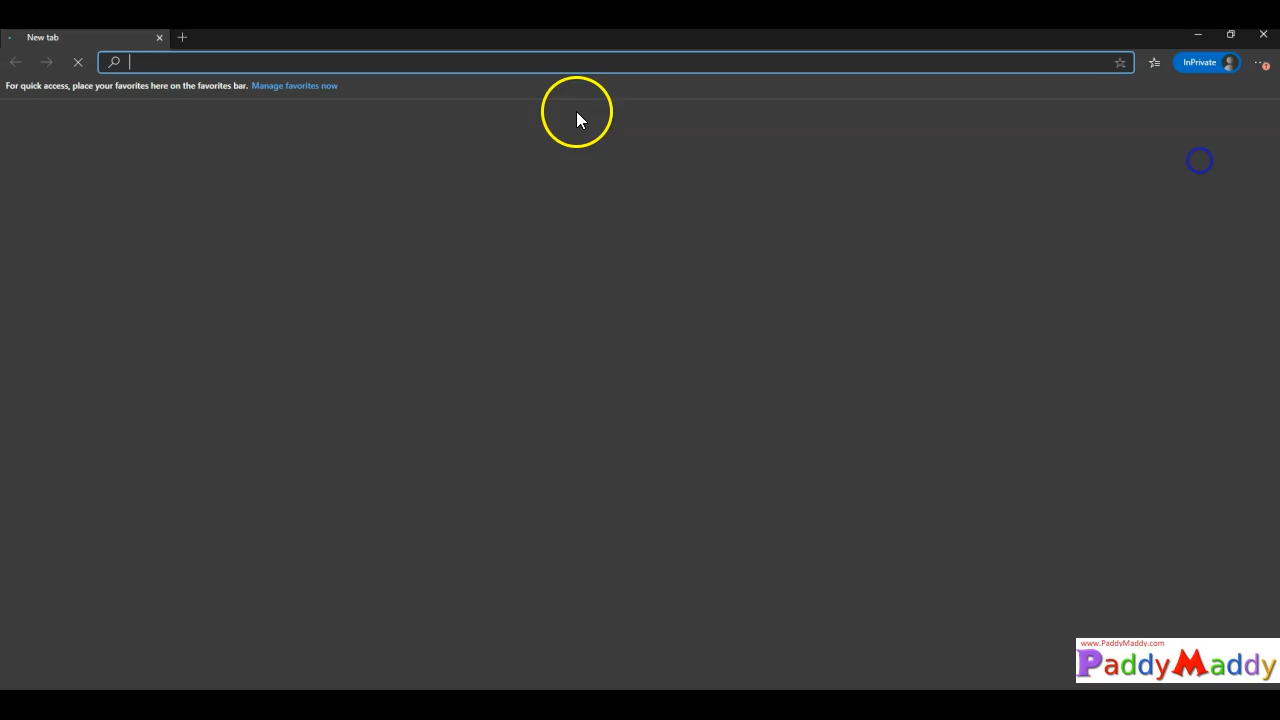 New tab
InPrivate
For quick access, place your favorites here on the favorites bar. Manage favorites now
www.PaddyMaddy.com
PaddyMaddy